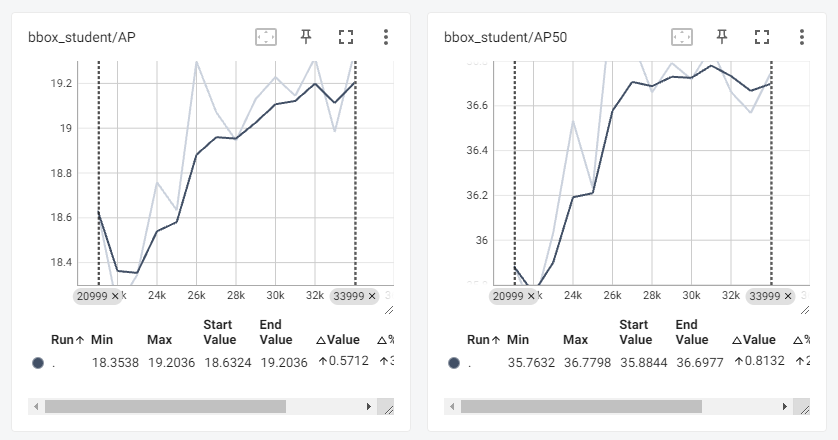 bbox_student/AP
19.2
19
18.8
18.6
18.4
20999 ✕ k 24k 26k 28k 30k 32k 33999 ✕ 3
Run↑ Min Max Start Value End Value △Value △%
. 18.3538 19.2036 18.6324 19.2036 ↑0.5712 ↑3
bbox_student/AP50
36.6
36.4
36.2
36
20999 ✕ k 24k 26k 28k 30k 32k 33999 ✕
Run↑ Min Max Start Value End Value △Value △%
. 35.7632 36.7798 35.8844 36.6977 ↑0.8132 ↑2